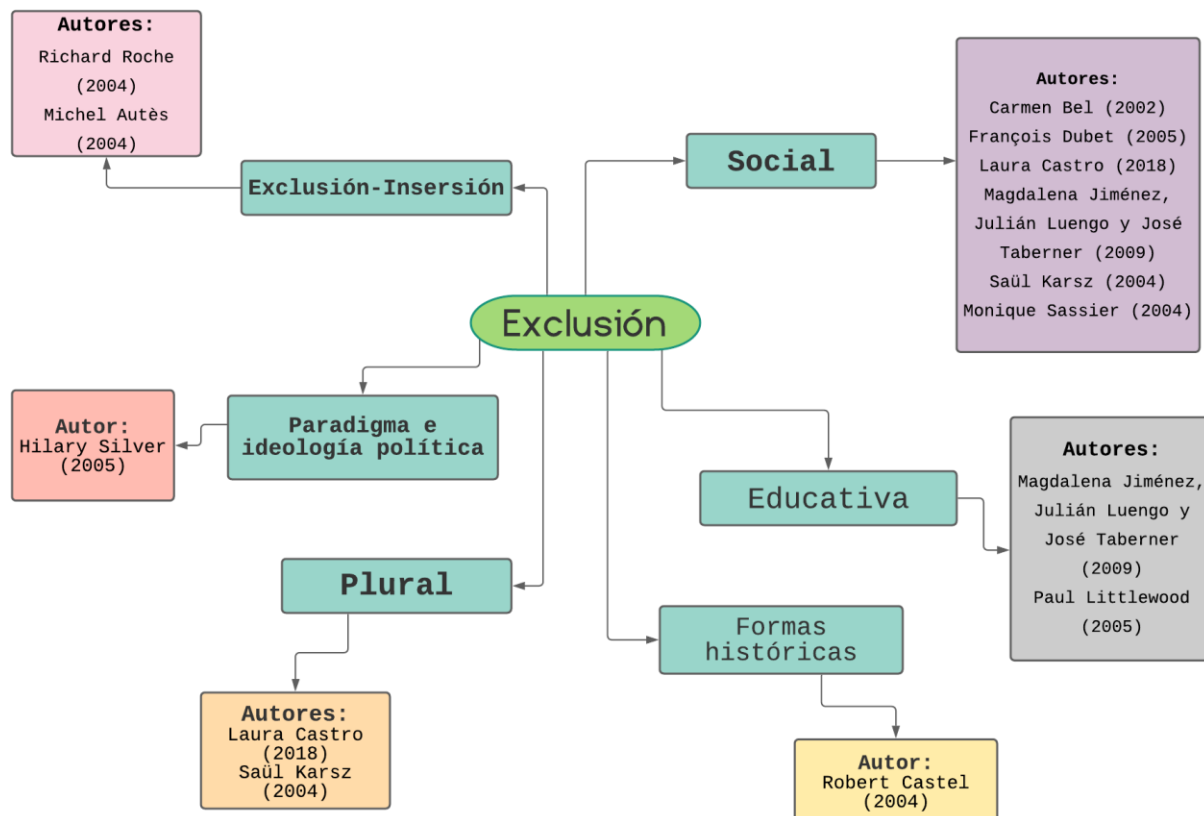 Autores:
Richard Roche
(2004)
Michel Autès
(2004)
Exclusión-Insersión
Social
Autores:
Carmen Bel (2002)
François Dubet (2005)
Laura Castro (2018)
Magdalena Jiménez,
Julián Luengo y José
Taberner (2009)
Saül Karsz (2004)
Monique Sassier (2004)
Exclusión
Autor:
Hilary Silver
(2005)
Paradigma e
ideología política
Educativa
Autores:
Magdalena Jiménez,
Julián Luengo y
José Taberner
(2009)
Paul Littlewood
(2005)
Plural
Formas
históricas
Autores:
Laura Castro
(2018)
Saül Karsz
(2004)
Autor:
Robert Castel
(2004)